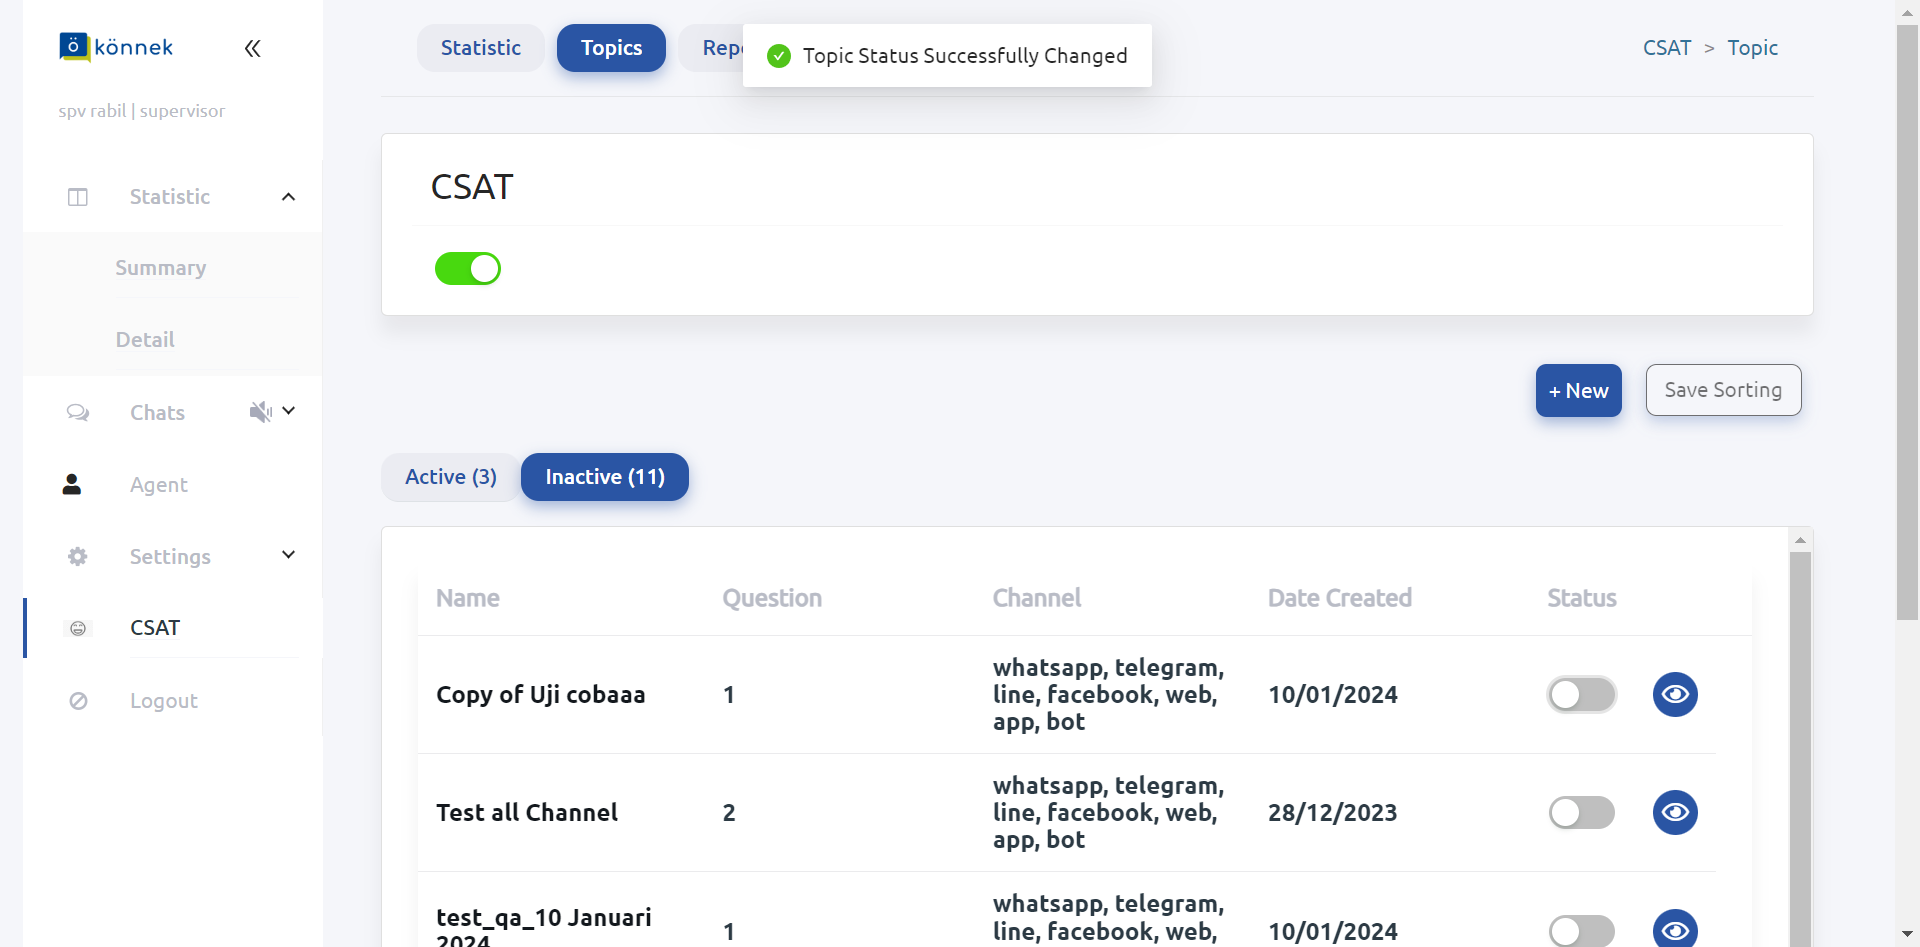 ö könnek
spv rabil | supervisor
Statistic
Summary
Detail
Chats
Agent
Settings
CSAT
Logout
Statistic
Topics
Topic Status Successfully Changed
CSAT > Topic
CSAT
+ New
Save Sorting
Active (3)
Inactive (11)
Name Question Channel Date Created Status
whatsapp, telegram,
Copy of Uji cobaaa 1 line, facebook, web, 10/01/2024
app, bot
whatsapp, telegram,
Test all Channel 2 line, facebook, web, 28/12/2023
app, bot
whatsapp, telegram,
test_qa_10 Januari
2024 1 line, facebook, web, 10/01/2024